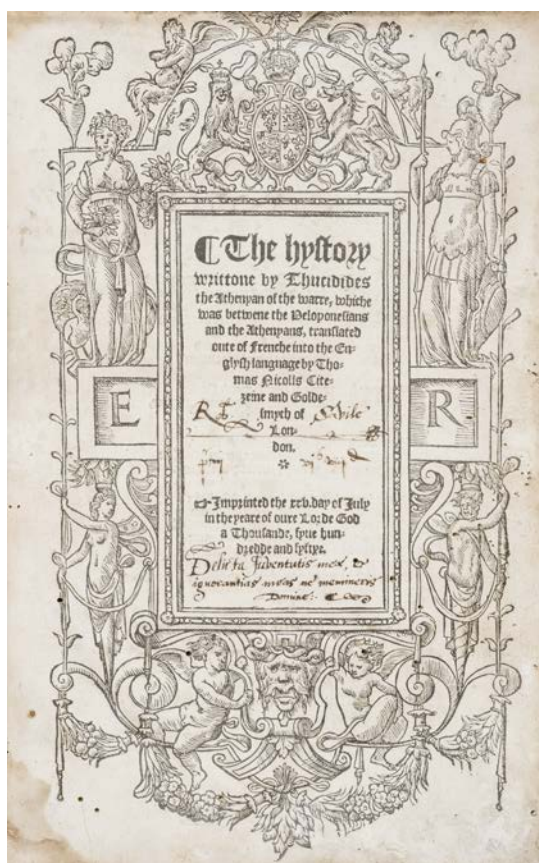 ¶ The hystory
writtone by Thucidides
the Athenyan of the warre, whiche
was betwene the Peloponesians
and the Athenyans, translated
oute of Frenche into the En-
glysh language by Tho-
mas Nicolls Cite-
zeine and Golde-
smyth of
Lon-
don.
E R
☞ Imprinted the xxv. day of July
in the yeare of oure Lorde God
a Thousande, fyue hun-
dredde and fyftye.
Delicta Juventutis meæ, &
ignorantias meas ne memineris
Domine: